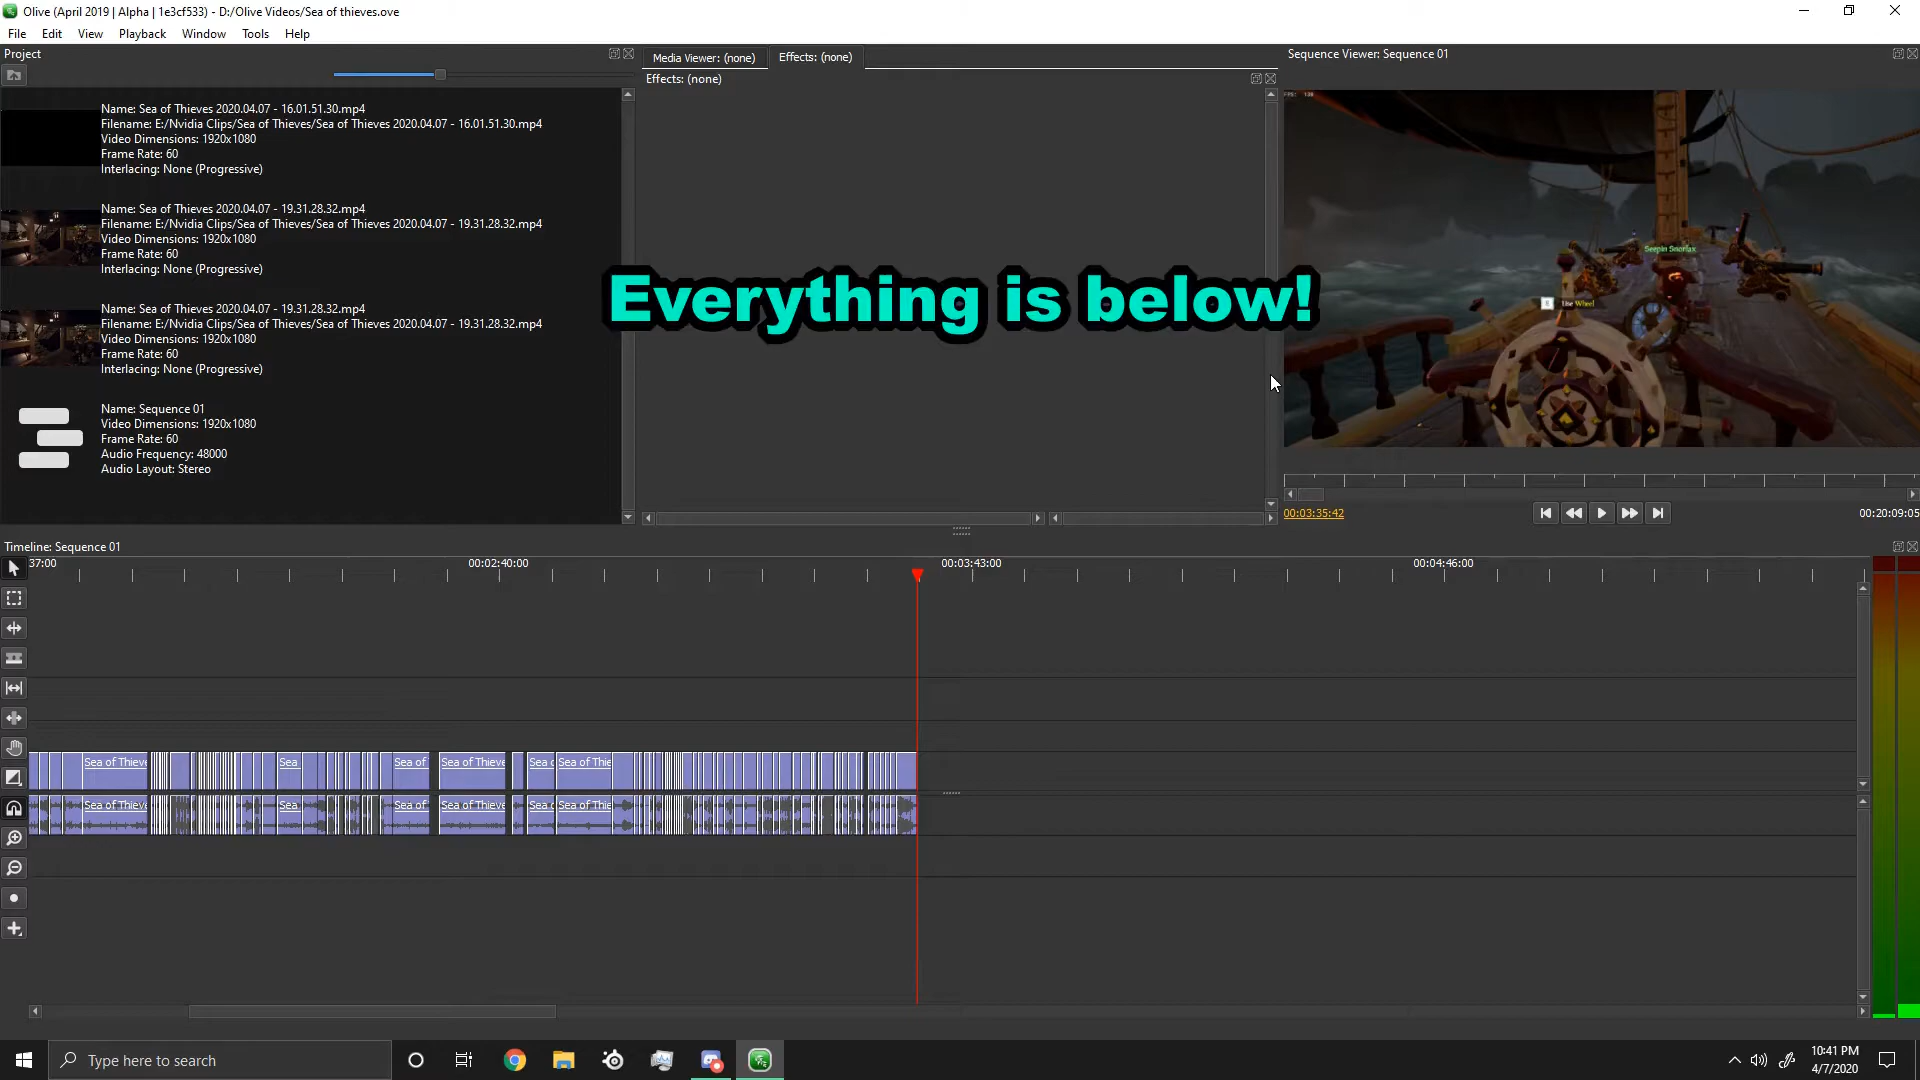 Olive (April 2019 | Alpha | 1e3cf533) - D:/Olive Videos/Sea of thieves.ove
File Edit View Playback Window Tools Help
Project
Name: Sea of Thieves 2020.04.07 - 16.01.51.30.mp4
Filename: E:/Nvidia Clips/Sea of Thieves/Sea of Thieves 2020.04.07 - 16.01.51.30.mp4
Video Dimensions: 1920x1080
Frame Rate: 60
Interlacing: None (Progressive)
Name: Sea of Thieves 2020.04.07 - 19.31.28.32.mp4
Filename: E:/Nvidia Clips/Sea of Thieves/Sea of Thieves 2020.04.07 - 19.31.28.32.mp4
Video Dimensions: 1920x1080
Frame Rate: 60
Interlacing: None (Progressive)
Name: Sea of Thieves 2020.04.07 - 19.31.28.32.mp4
Filename: E:/Nvidia Clips/Sea of Thieves/Sea of Thieves 2020.04.07 - 19.31.28.32.mp4
Video Dimensions: 1920x1080
Frame Rate: 60
Interlacing: None (Progressive)
Name: Sequence 01
Video Dimensions: 1920x1080
Frame Rate: 60
Audio Frequency: 48000
Audio Layout: Stereo
Media Viewer: (none) Effects: (none)
Effects: (none)
Everything is below!
Sequence Viewer: Sequence 01
Wheel
00:03:35:42
00:20:09:05
Timeline: Sequence 01
37:00 00:02:40:00 00:03:43:00 00:04:46:00
Sea of Thieve Sea Sea of Sea of Thieve Sea Sea of Thie
Sea of Thieve Sea Sea of Sea of Thieve Sea Sea of Thie
Type here to search
10:41 PM
4/7/2020